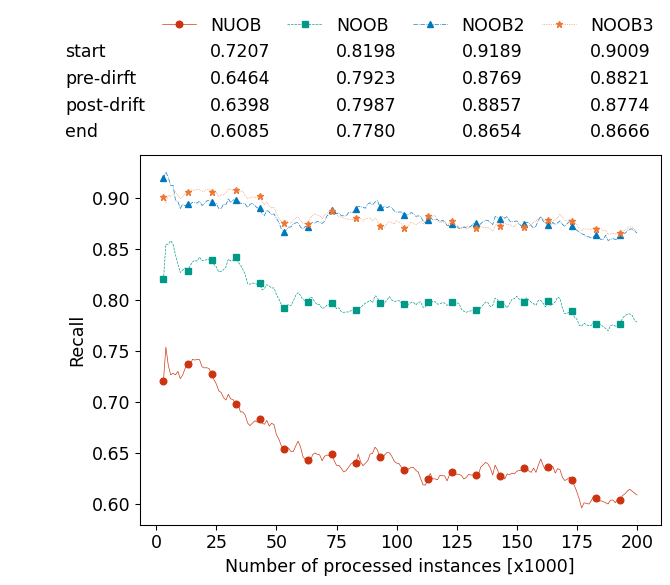 NUOB NOOB NOOB2 NOOB3
start 0.7207 0.8198 0.9189 0.9009
pre-dirft 0.6464 0.7923 0.8769 0.8821
post-drift 0.6398 0.7987 0.8857 0.8774
end 0.6085 0.7780 0.8654 0.8666
0.90
0.85
0.80
0.75
0.70
0.65
0.60
Recall
0 25 50 75 100 125 150 175 200
Number of processed instances [x1000]